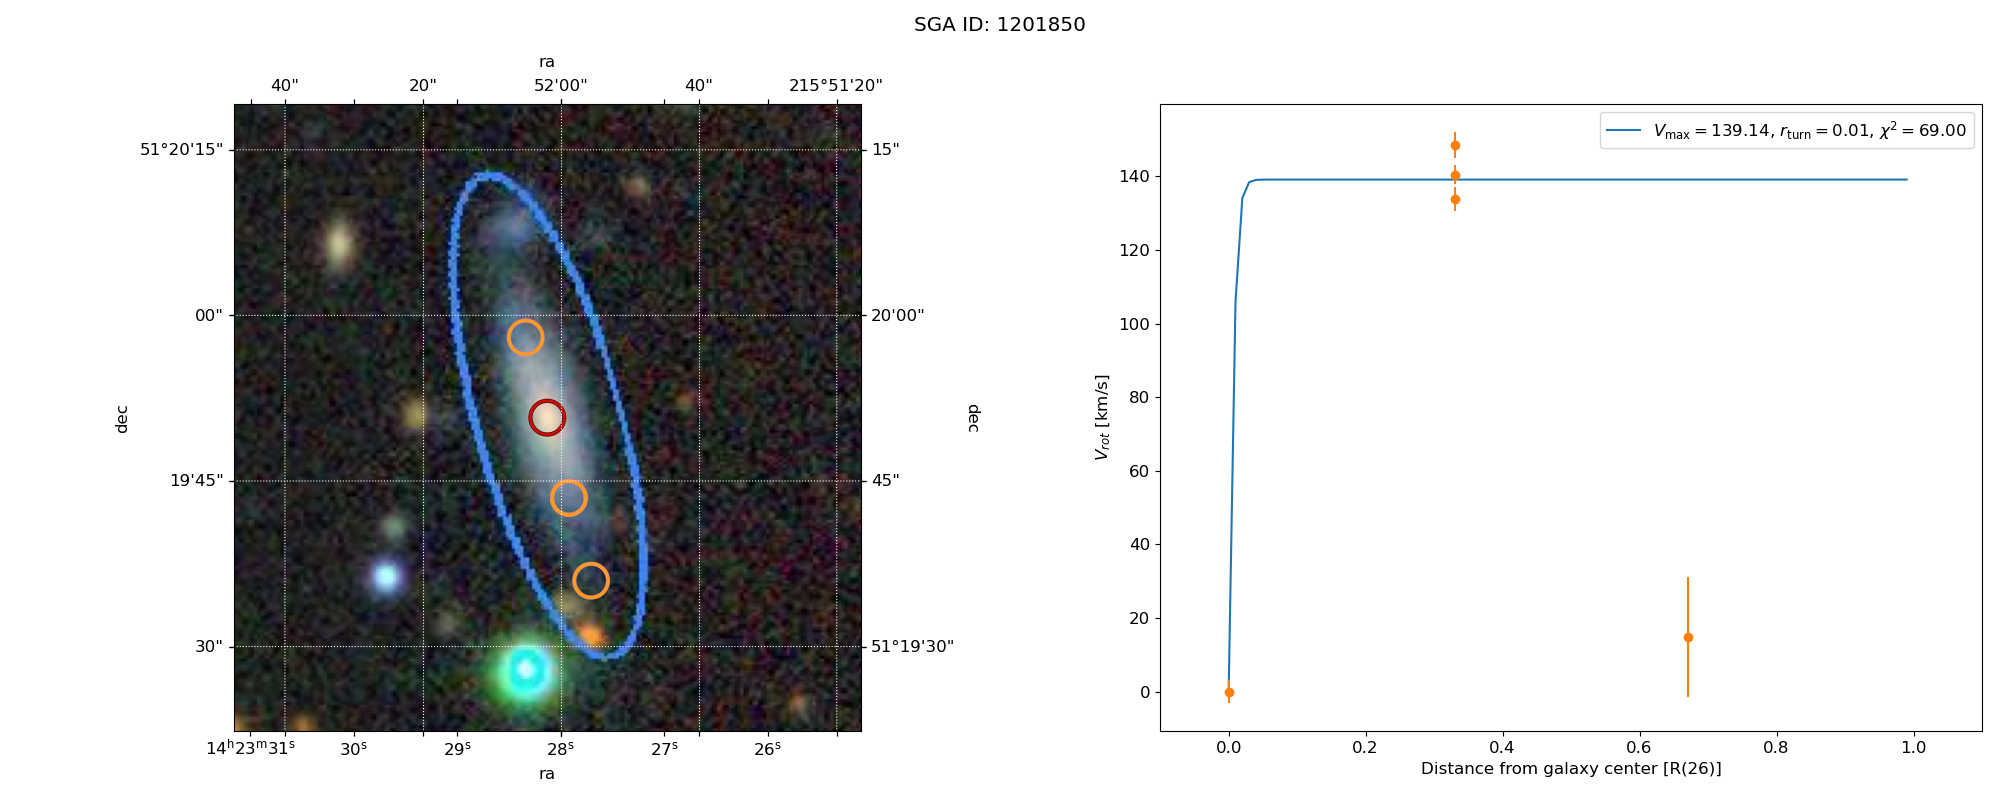 SGA ID: 1201850
ra
40" 20" 52'00" 40" 215°51'20"
51°20'15" 15"
00" 20'00"
dec dec
19'45" 45"
30" 51°19'30"
14ʰ23ᵐ31ˢ 30ˢ 29ˢ 28ˢ 27ˢ 26ˢ
ra
V_max = 139.14, r_turn = 0.01, χ² = 69.00
140
120
100
80
60
40
20
0
V_rot [km/s]
0.0 0.2 0.4 0.6 0.8 1.0
Distance from galaxy center [R(26)]